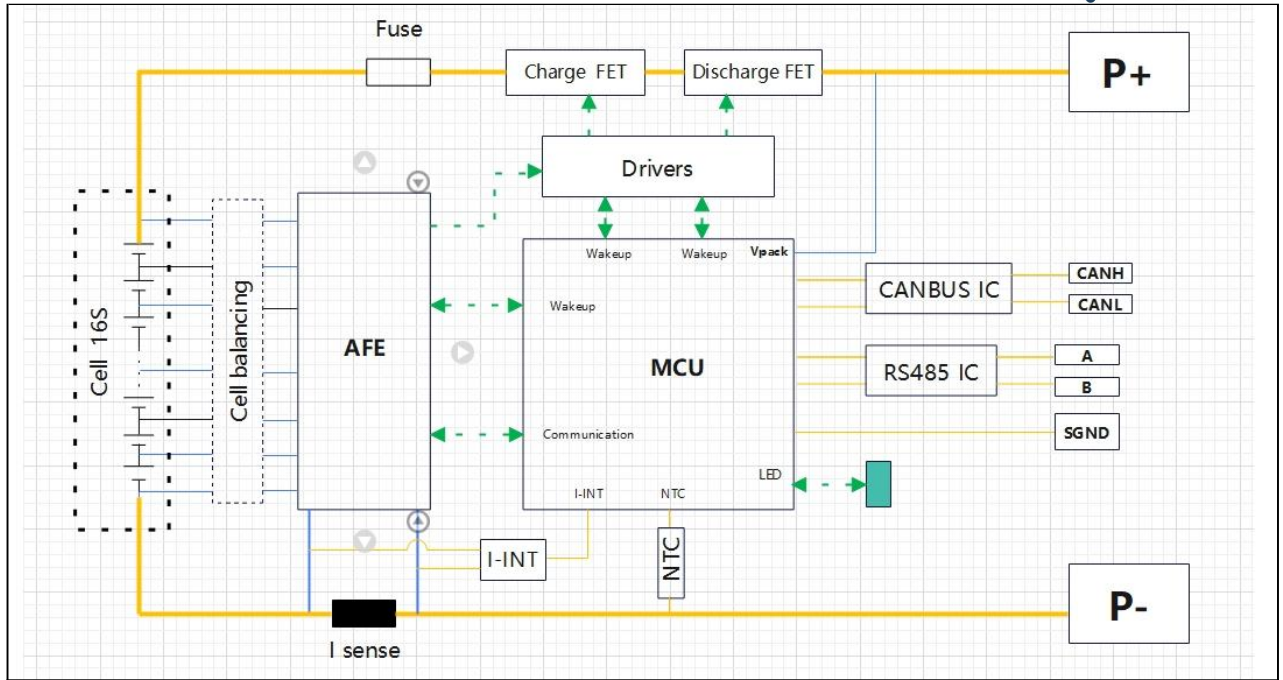 Fuse
Charge FET
Discharge FET
P+
Drivers
Wakeup
Wakeup
Vpack
CANBUS IC
CANH
CANL
Cell 16S
Cell balancing
AFE
Wakeup
MCU
RS485 IC
A
B
Communication
SGND
LED
I-INT
NTC
I-INT
NTC
P-
I sense